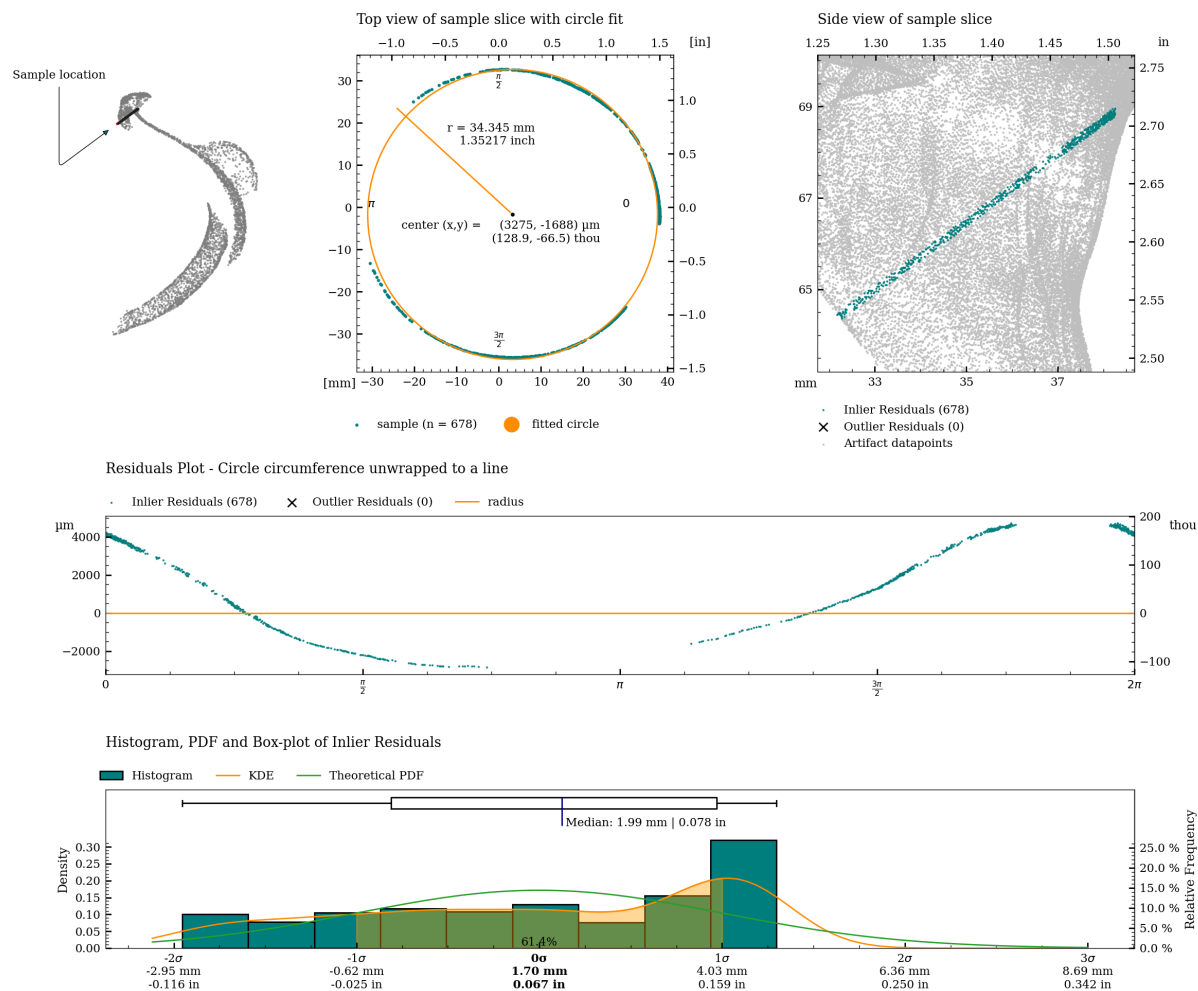 Top view of sample slice with circle fit
Side view of sample slice
−1.0 −0.5 0.0 0.5 1.0 1.5 [in]
1.25 1.30 1.35 1.40 1.45 1.50 in
Sample location
30
20
10
0
−10
−20
−30
1.0
0.5
0.0
−0.5
−1.0
−1.5
π/2
r = 34.345 mm
1.35217 inch
π
0
center (x,y) = (3275, -1688) µm
(128.9, -66.5) thou
3π/2
[mm] −30 −20 −10 0 10 20 30 40
69
67
65
2.75
2.70
2.65
2.60
2.55
2.50
mm 33 35 37
sample (n = 678) fitted circle
Inlier Residuals (678)
Outlier Residuals (0)
Artifact datapoints
Residuals Plot - Circle circumference unwrapped to a line
Inlier Residuals (678) Outlier Residuals (0) radius
µm
4000
2000
0
−2000
200
100
0
−100
thou
0 π/2 π 3π/2 2π
Histogram, PDF and Box-plot of Inlier Residuals
Histogram KDE Theoretical PDF
Median: 1.99 mm | 0.078 in
Density
0.30
0.25
0.20
0.15
0.10
0.05
0.00
25.0 %
20.0 %
15.0 %
10.0 %
5.0 %
0.0 %
Relative Frequency
61.4%
-2σ -1σ 0σ 1σ 2σ 3σ
-2.95 mm -0.62 mm 1.70 mm 4.03 mm 6.36 mm 8.69 mm
-0.116 in -0.025 in 0.067 in 0.159 in 0.250 in 0.342 in